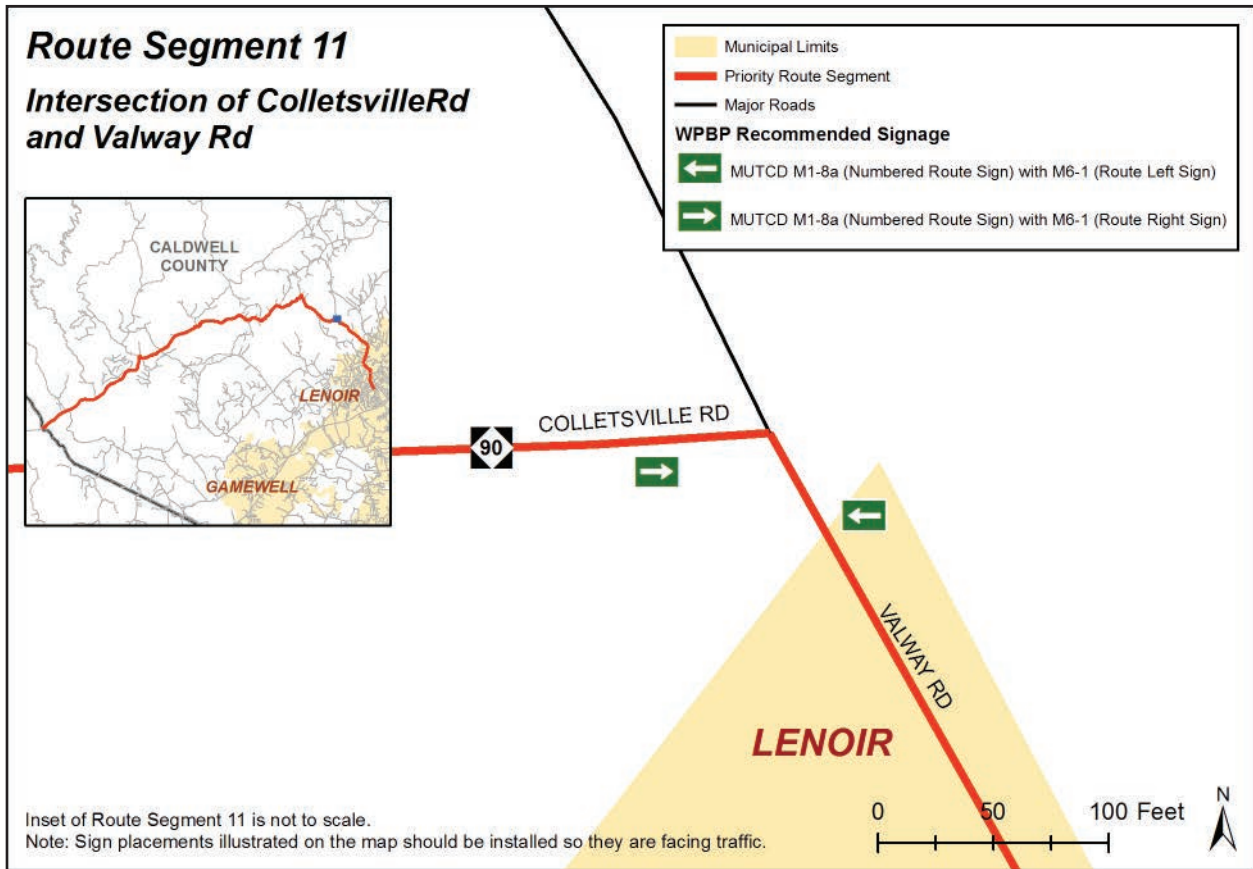 Route Segment 11
Intersection of ColletsvilleRd
and Valway Rd
Municipal Limits
Priority Route Segment
Major Roads
WPBP Recommended Signage
MUTCD M1-8a (Numbered Route Sign) with M6-1 (Route Left Sign)
MUTCD M1-8a (Numbered Route Sign) with M6-1 (Route Right Sign)
CALDWELL
COUNTY
LENOIR
GAMEWELL
COLLETSVILLE RD
90
VALWAY RD
LENOIR
0 50 100 Feet
N
Inset of Route Segment 11 is not to scale.
Note: Sign placements illustrated on the map should be installed so they are facing traffic.